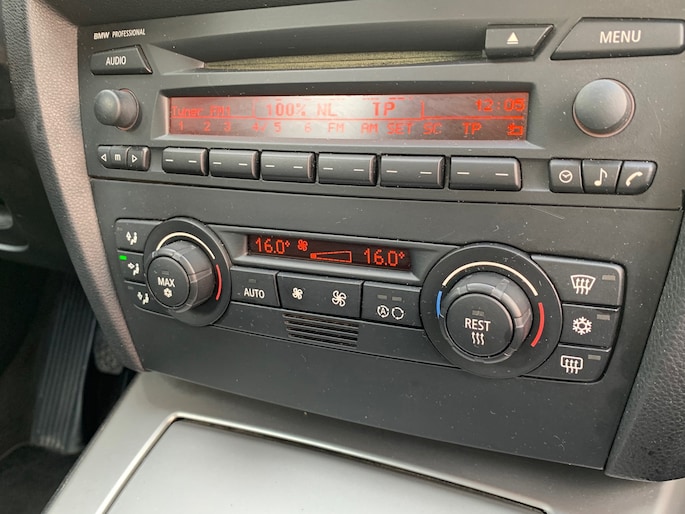 BMW PROFESSIONAL
AUDIO
MENU
100% NL TP 12:08
1 2 3 4 5 6 FM AM SET SC TP
m
16.0° 16.0°
MAX
AUTO
A
REST